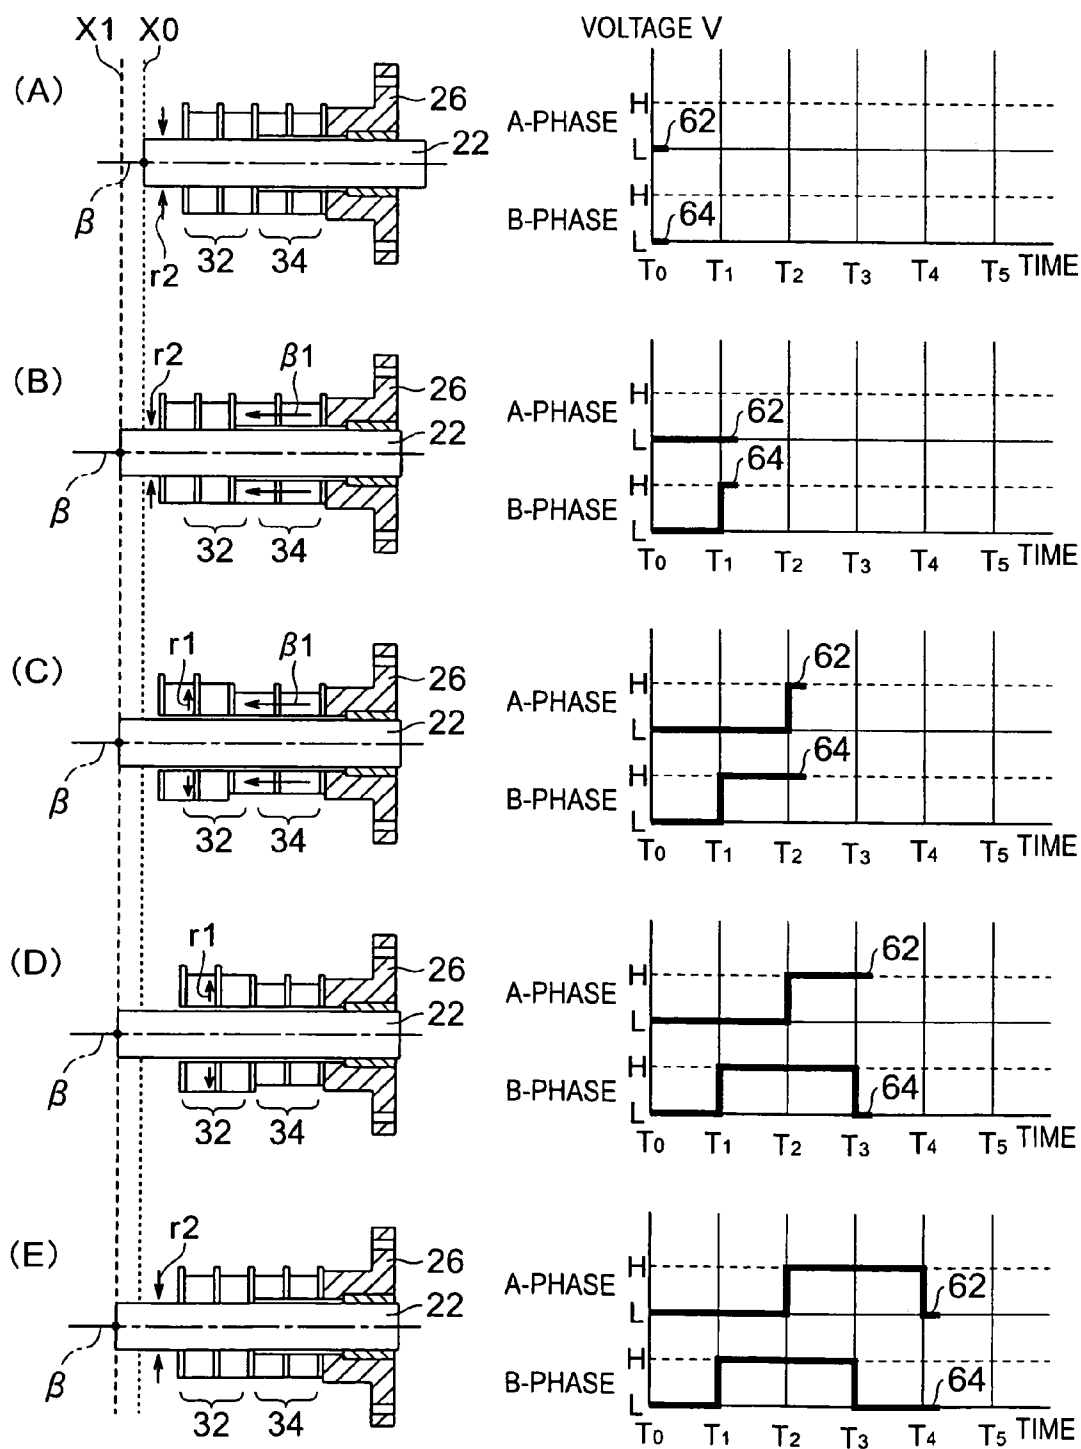 X1 X0 VOLTAGE V
(A)
26
22
β
r2
32 34
H
A-PHASE 62
L
H
B-PHASE 64
L
T0 T1 T2 T3 T4 T5 TIME
(B)
r2 β1
26
22
β
32 34
H
A-PHASE 62
L
64
H
B-PHASE
L
T0 T1 T2 T3 T4 T5 TIME
(C)
r1 β1
26
22
β
32 34
62
H
A-PHASE
L
64
H
B-PHASE
L
T0 T1 T2 T3 T4 T5 TIME
(D)
r1
26
22
β
32 34
62
H
A-PHASE
L
H
B-PHASE 64
L
T0 T1 T2 T3 T4 T5 TIME
(E)
r2
26
22
β
32 34
H
A-PHASE 62
L
H
B-PHASE 64
L
T0 T1 T2 T3 T4 T5 TIME